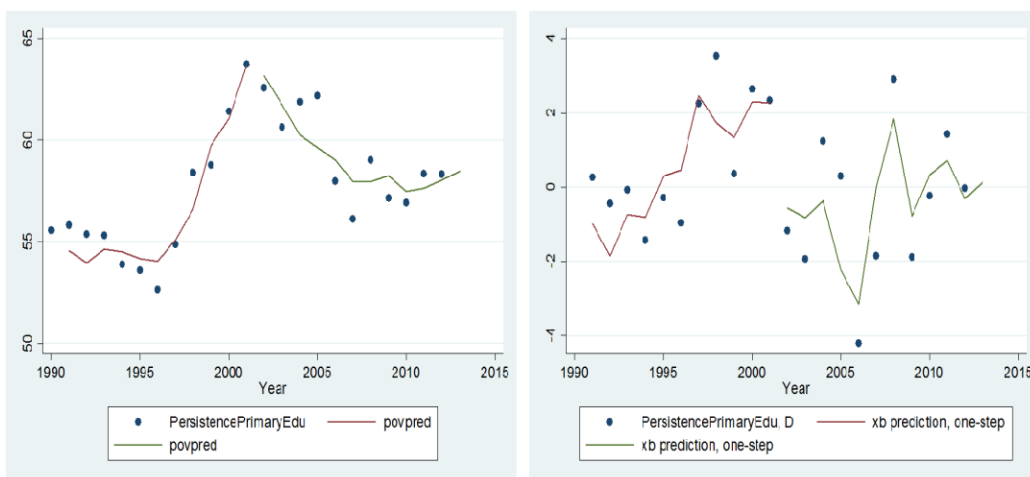 65
60
55
50
1990 1995 2000 2005 2010 2015
Year
PersistencePrimaryEdu povpred
povpred
4
2
0
-2
-4
1990 1995 2000 2005 2010 2015
Year
PersistencePrimaryEdu, D xb prediction, one-step
xb prediction, one-step